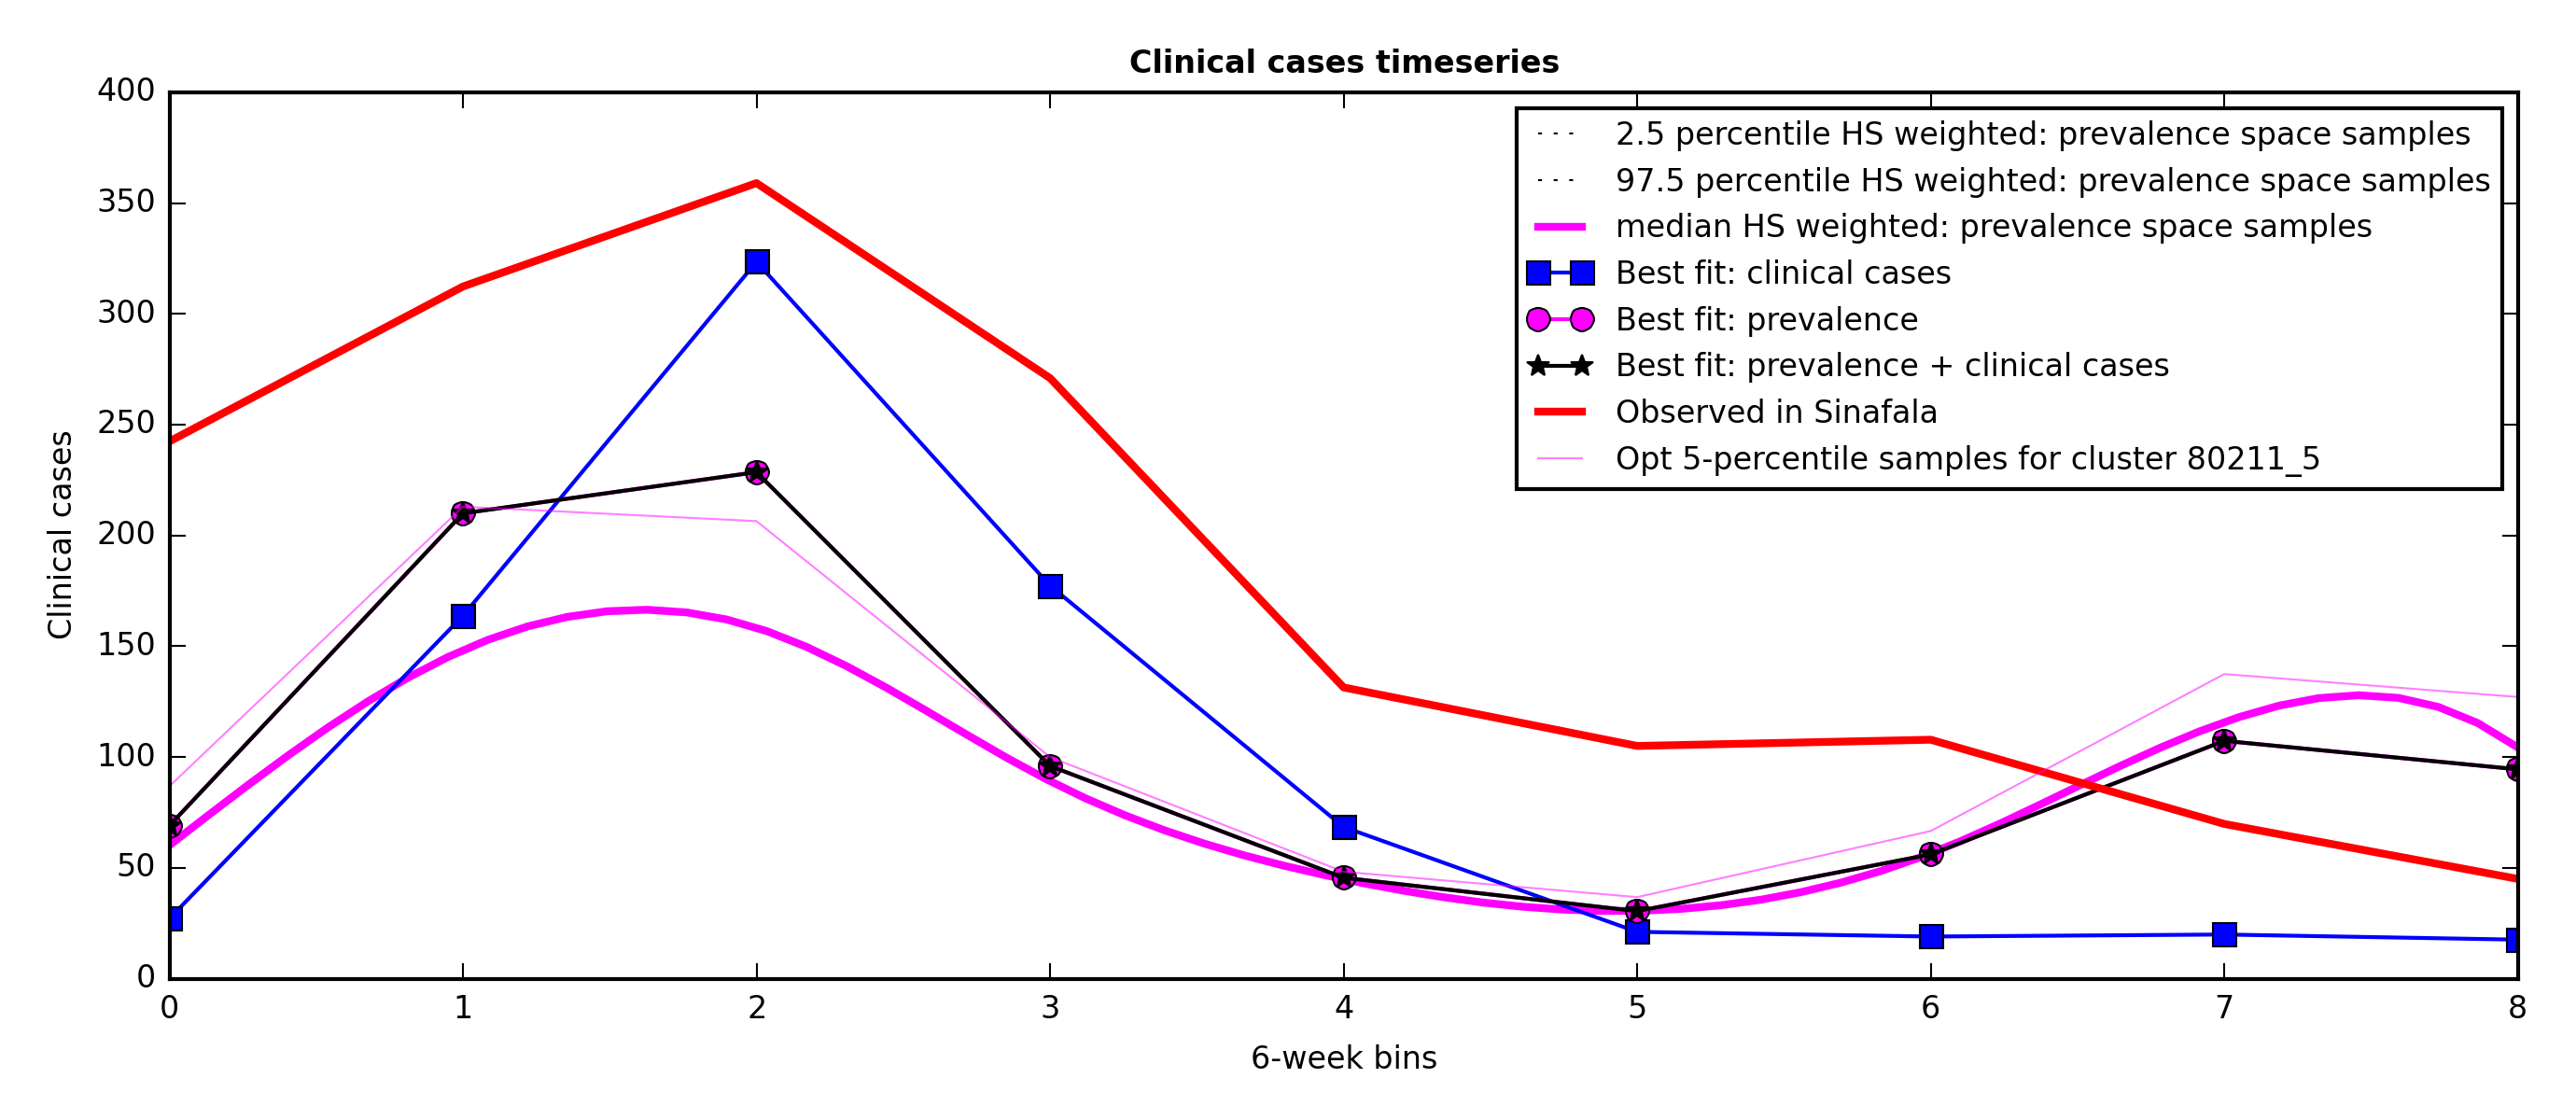 Clinical cases timeseries
400
350
300
250
200
150
100
50
0
Clinical cases
2.5 percentile HS weighted: prevalence space samples
97.5 percentile HS weighted: prevalence space samples
median HS weighted: prevalence space samples
Best fit: clinical cases
Best fit: prevalence
Best fit: prevalence + clinical cases
Observed in Sinafala
Opt 5-percentile samples for cluster 80211_5
0 1 2 3 4 5 6 7 8
6-week bins